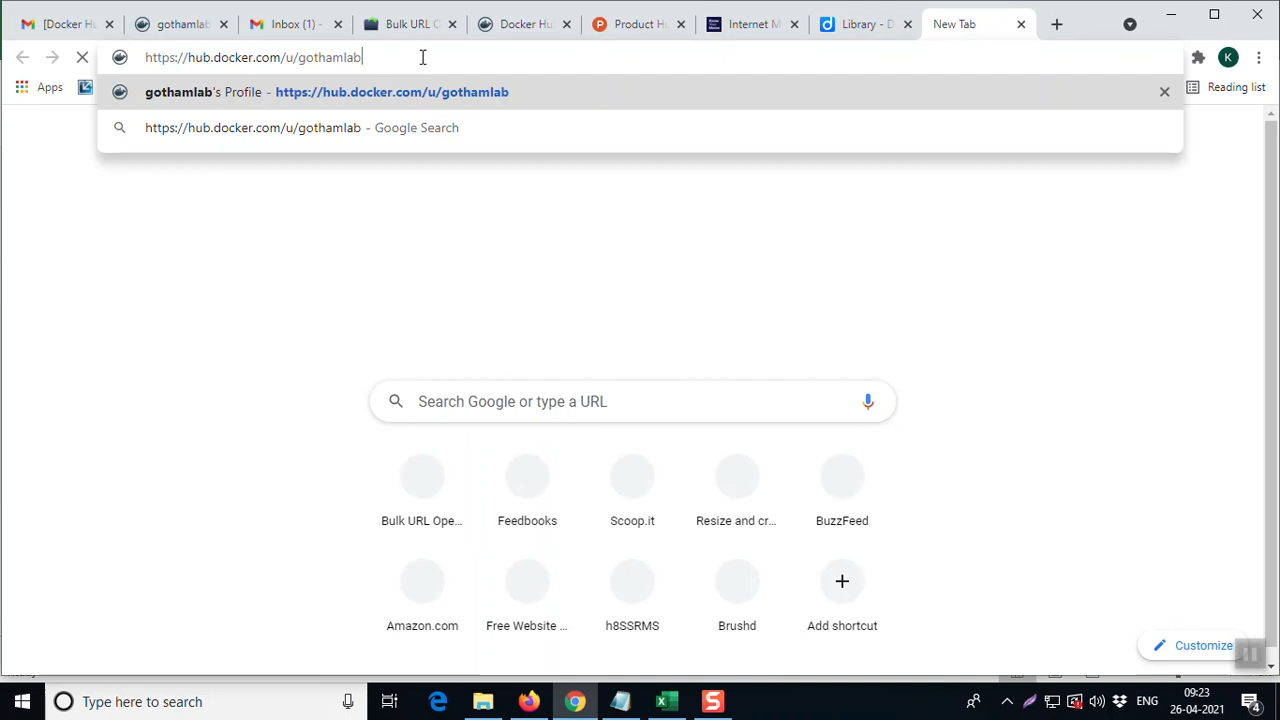 [Docker Hu
gothamlab
Inbox (1) -
Bulk URL O
Docker Hu
Product Hu
Internet M
Library - D
New Tab
https://hub.docker.com/u/gothamlab
Apps
Reading list
K
gothamlab's Profile - https://hub.docker.com/u/gothamlab
https://hub.docker.com/u/gothamlab - Google Search
Search Google or type a URL
Bulk URL Ope...
Feedbooks
Scoop.it
Resize and cr...
BuzzFeed
Amazon.com
Free Website ...
h8SSRMS
Brushd
Add shortcut
Customize
Type here to search
ENG
09:23
26-04-2021
4